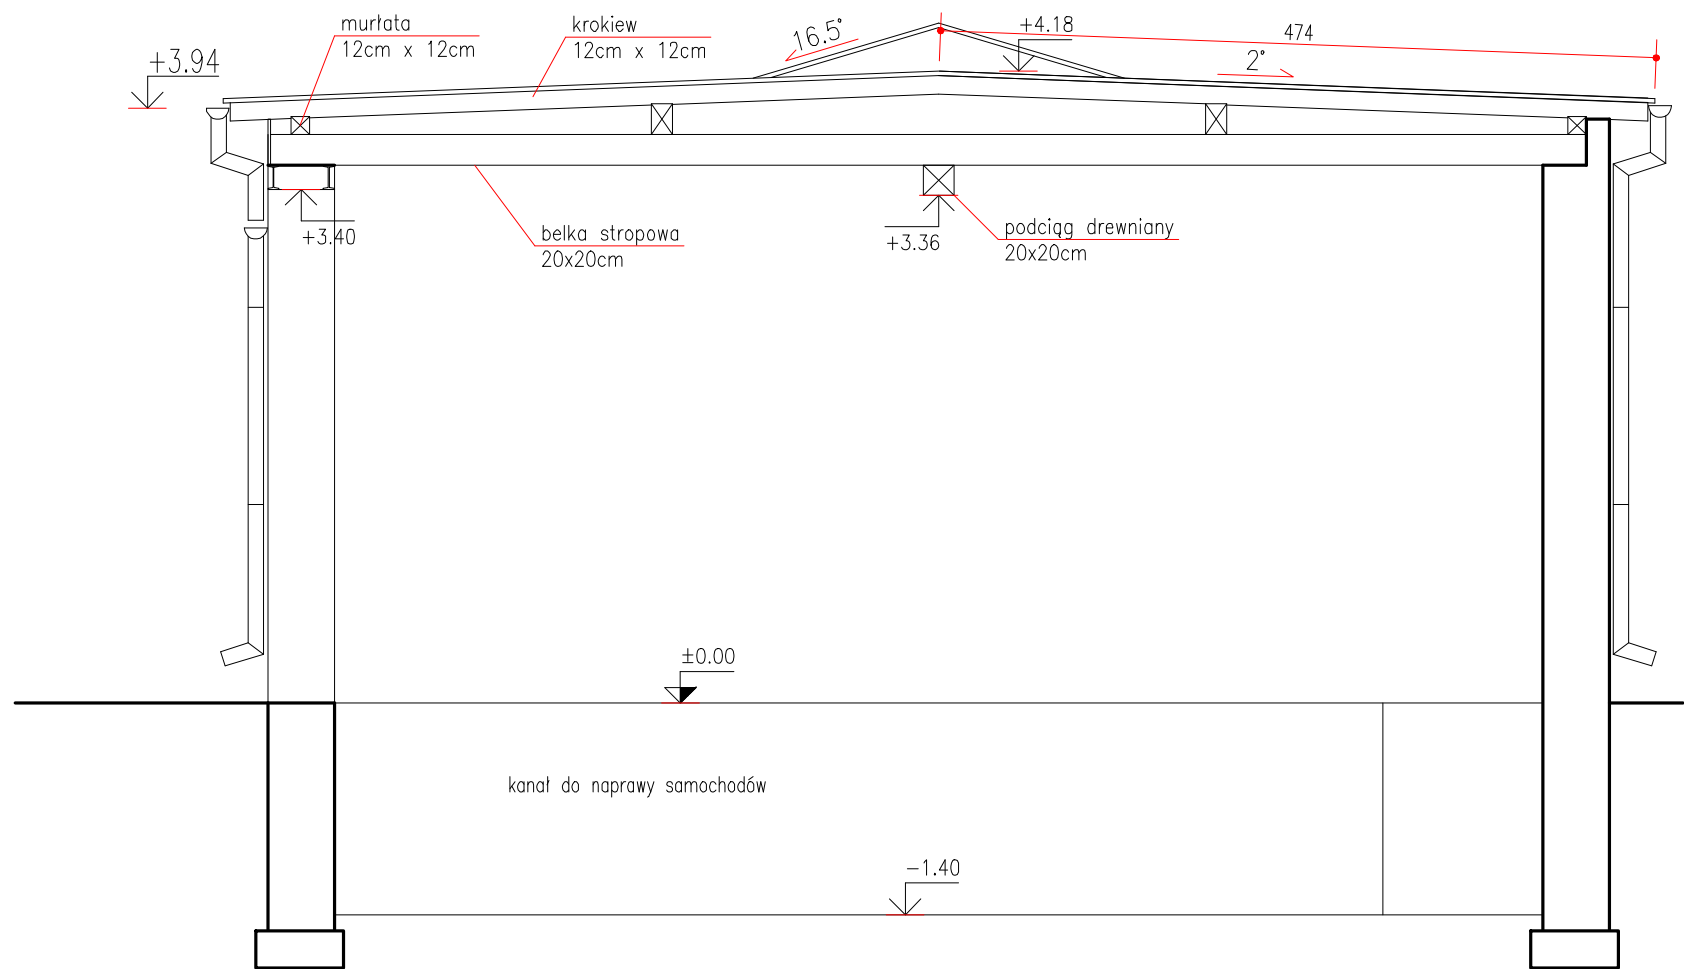 murłata
12cm x 12cm
krokiew
12cm x 12cm
16.5°
+4.18
474
2°
+3.94
+3.40
belka stropowa
20x20cm
+3.36
podciąg drewniany
20x20cm
±0.00
kanał do naprawy samochodów
-1.40